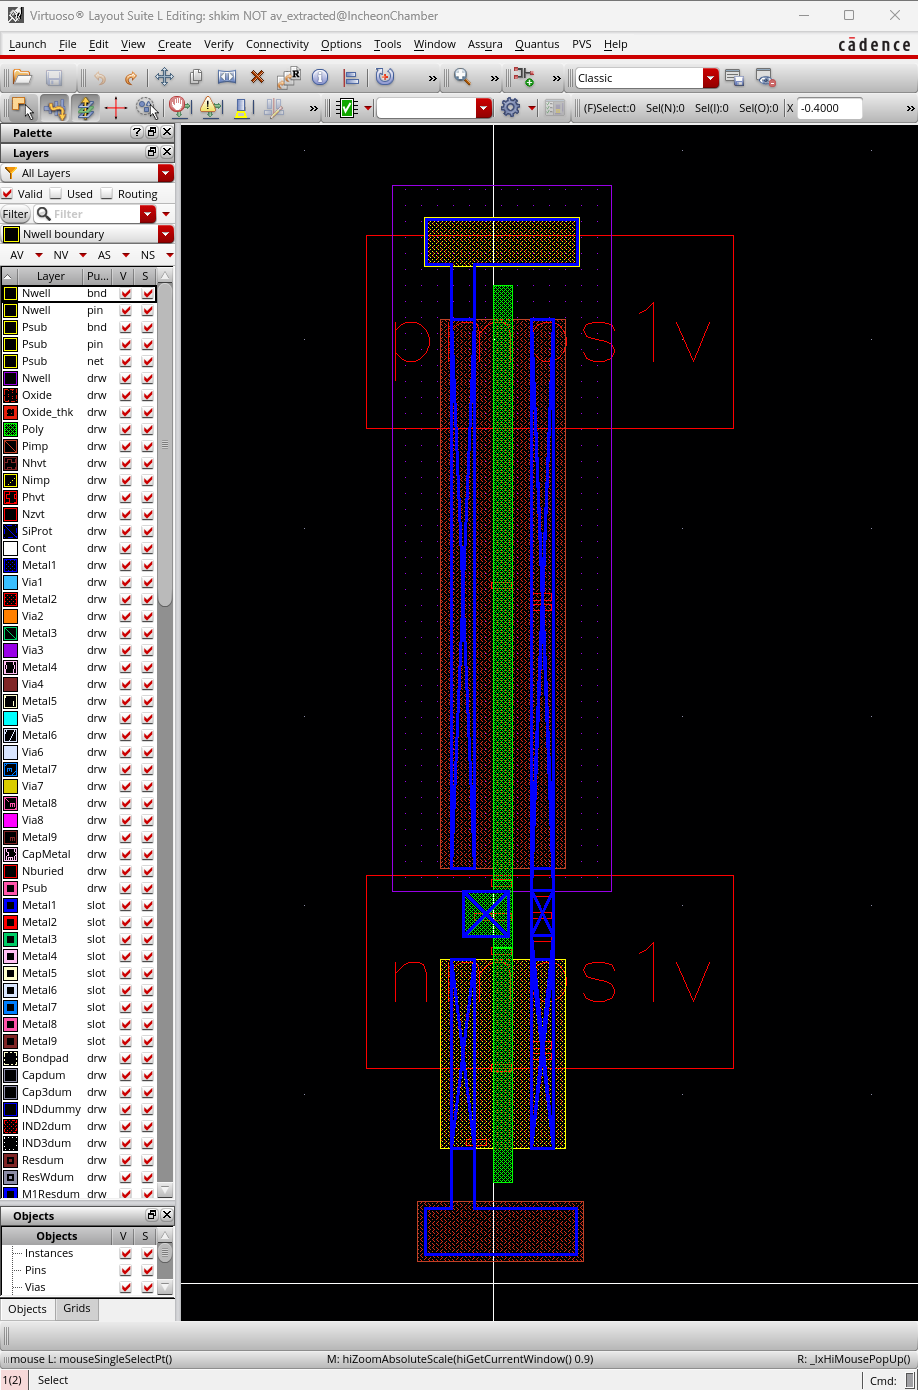 Virtuoso® Layout Suite L Editing: shkim NOT av_extracted@IncheonChamber
Launch File Edit View Create Verify Connectivity Options Tools Window Assura Quantus PVS Help
cādence
R » » » Classic
» (F)Select:0 Sel(N):0 Sel(I):0 Sel(O):0 X -0.4000 »
Palette ?
Layers
All Layers
Valid Used Routing
Filter Filter
Nwell boundary
AV NV AS NS
Layer Pu... V S
Nwell bnd
Nwell pin
Psub bnd
Psub pin
Psub net
Nwell drw
Oxide drw
Oxide_thk drw
Poly drw
Pimp drw
Nhvt drw
Nimp drw
Phvt drw
Nzvt drw
SiProt drw
Cont drw
Metal1 drw
Via1 drw
Metal2 drw
Via2 drw
Metal3 drw
Via3 drw
Metal4 drw
Via4 drw
Metal5 drw
Via5 drw
Metal6 drw
Via6 drw
Metal7 drw
Via7 drw
Metal8 drw
Via8 drw
Metal9 drw
CapMetal drw
Nburied drw
Psub drw
Metal1 slot
Metal2 slot
Metal3 slot
Metal4 slot
Metal5 slot
Metal6 slot
Metal7 slot
Metal8 slot
Metal9 slot
Bondpad drw
Capdum drw
Cap3dum drw
INDdummy drw
IND2dum drw
IND3dum drw
Resdum drw
ResWdum drw
M1Resdum drw
Objects
Objects V S
Instances
Pins
Vias
Objects Grids
pmos1v
nmos1v
mouse L: mouseSingleSelectPt() M: hiZoomAbsoluteScale(hiGetCurrentWindow() 0.9) R: _lxHiMousePopUp()
1(2) Select Cmd: